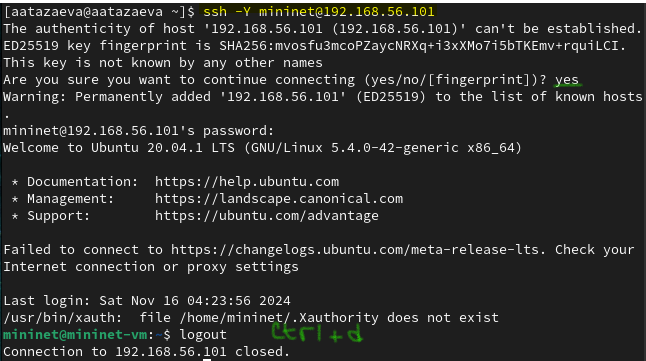 [aatazaeva@aatazaeva ~]$ ssh -Y mininet@192.168.56.101
The authenticity of host '192.168.56.101 (192.168.56.101)' can't be established.
ED25519 key fingerprint is SHA256:mvosfu3mcoPZaycNRXq+i3xXMo7i5bTKEmv+rquiLCI.
This key is not known by any other names
Are you sure you want to continue connecting (yes/no/[fingerprint])? yes
Warning: Permanently added '192.168.56.101' (ED25519) to the list of known hosts
.
mininet@192.168.56.101's password:
Welcome to Ubuntu 20.04.1 LTS (GNU/Linux 5.4.0-42-generic x86_64)
* Documentation:  https://help.ubuntu.com
* Management:     https://landscape.canonical.com
* Support:        https://ubuntu.com/advantage
Failed to connect to https://changelogs.ubuntu.com/meta-release-lts. Check your
Internet connection or proxy settings
Last login: Sat Nov 16 04:23:56 2024
/usr/bin/xauth:  file /home/mininet/.Xauthority does not exist
mininet@mininet-vm:~$ logout Ctrl+d
Connection to 192.168.56.101 closed.